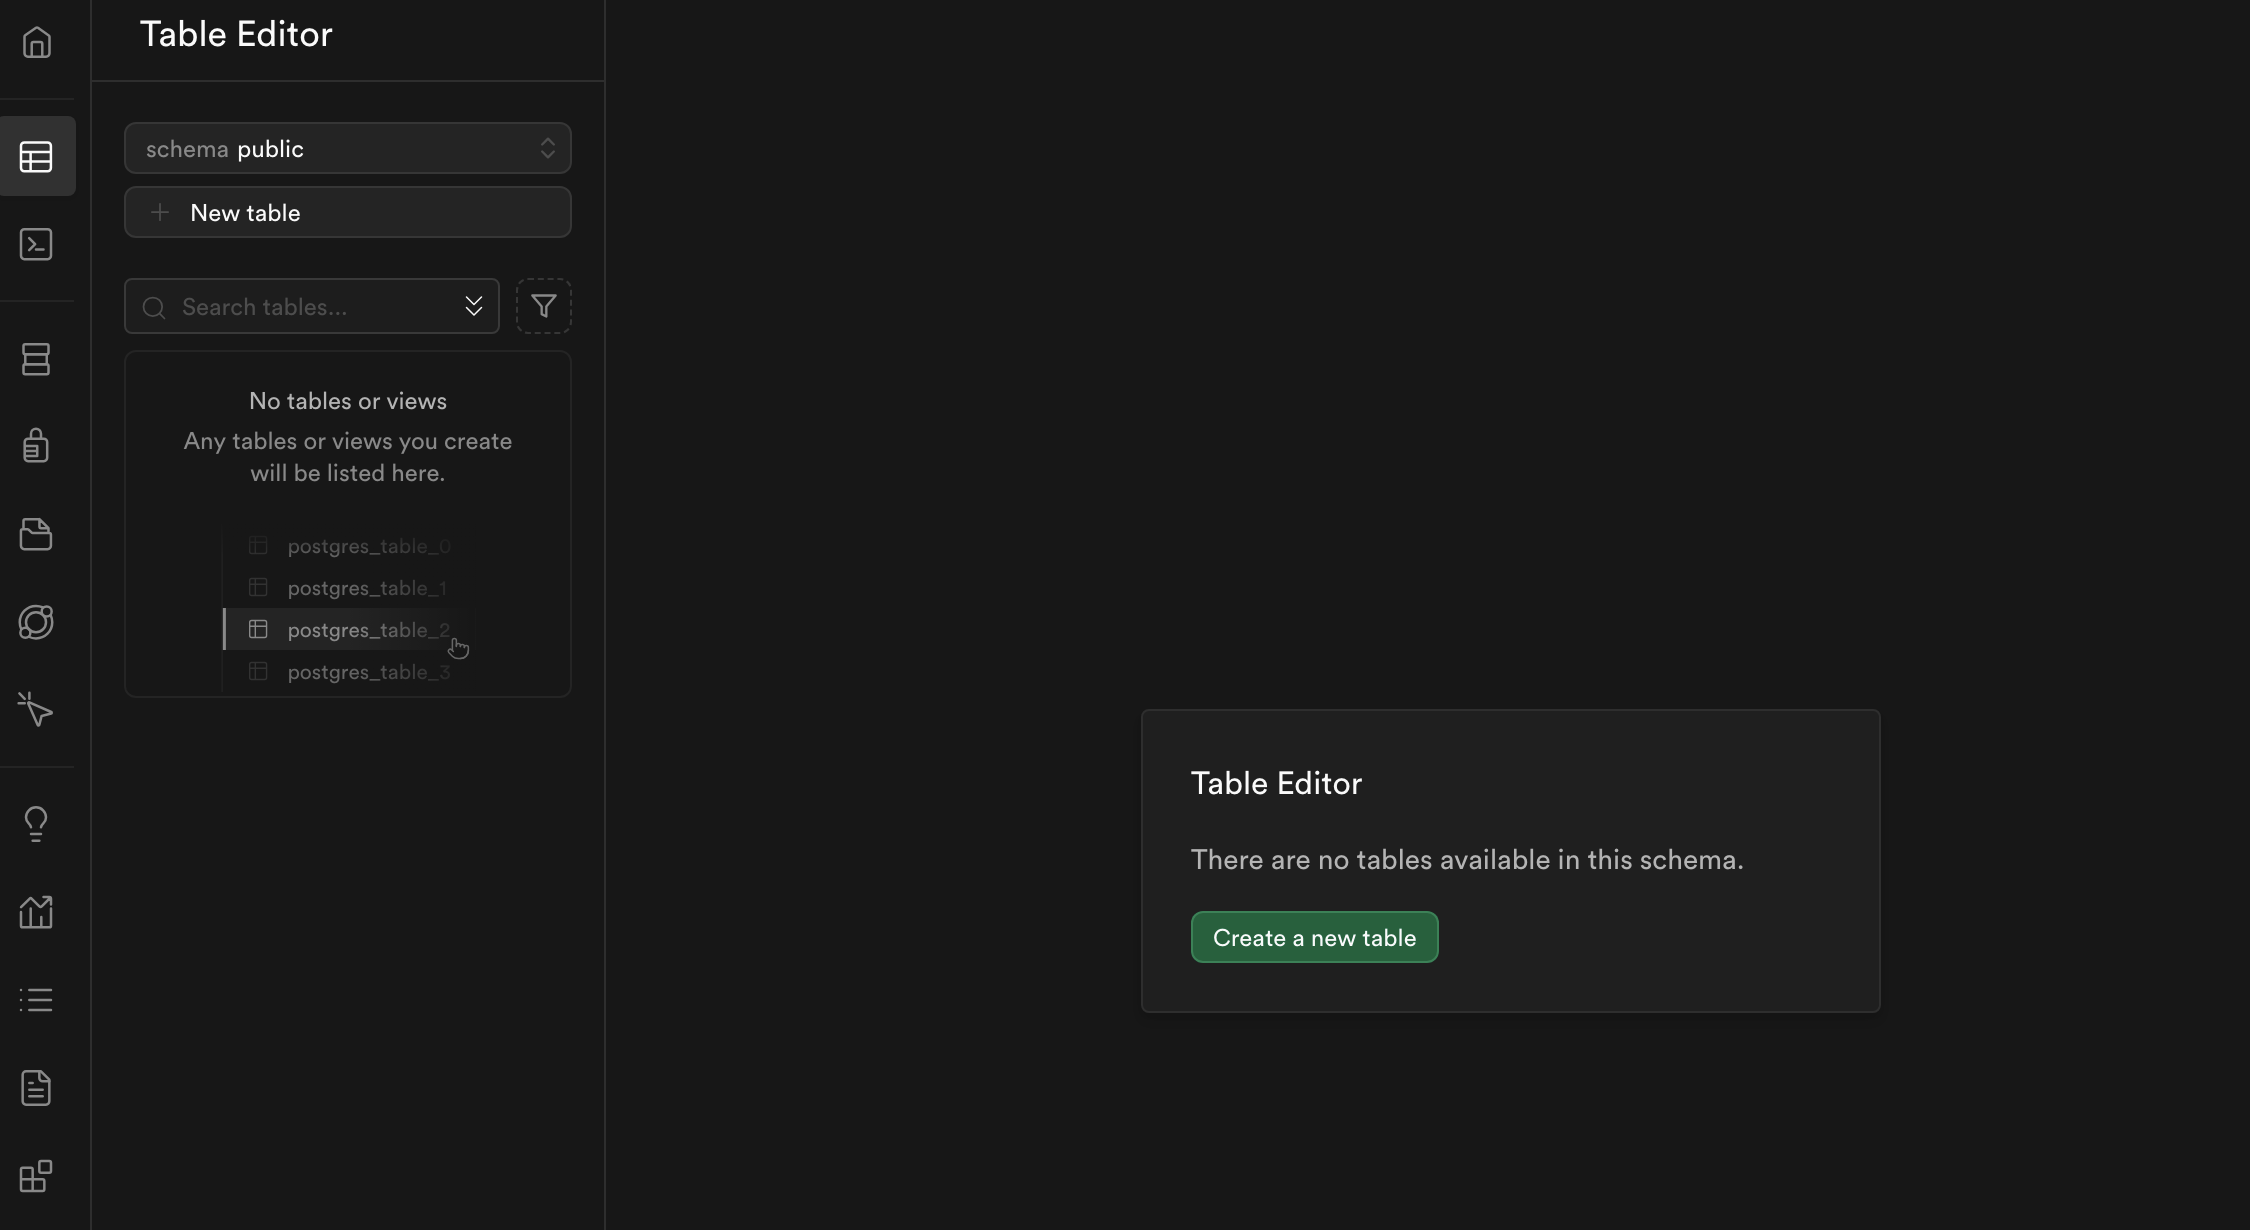 Table Editor
schema public
New table
Search tables...
No tables or views
Any tables or views you create
will be listed here.
postgres_table_0
postgres_table_1
postgres_table_2
postgres_table_3
Table Editor
There are no tables available in this schema.
Create a new table